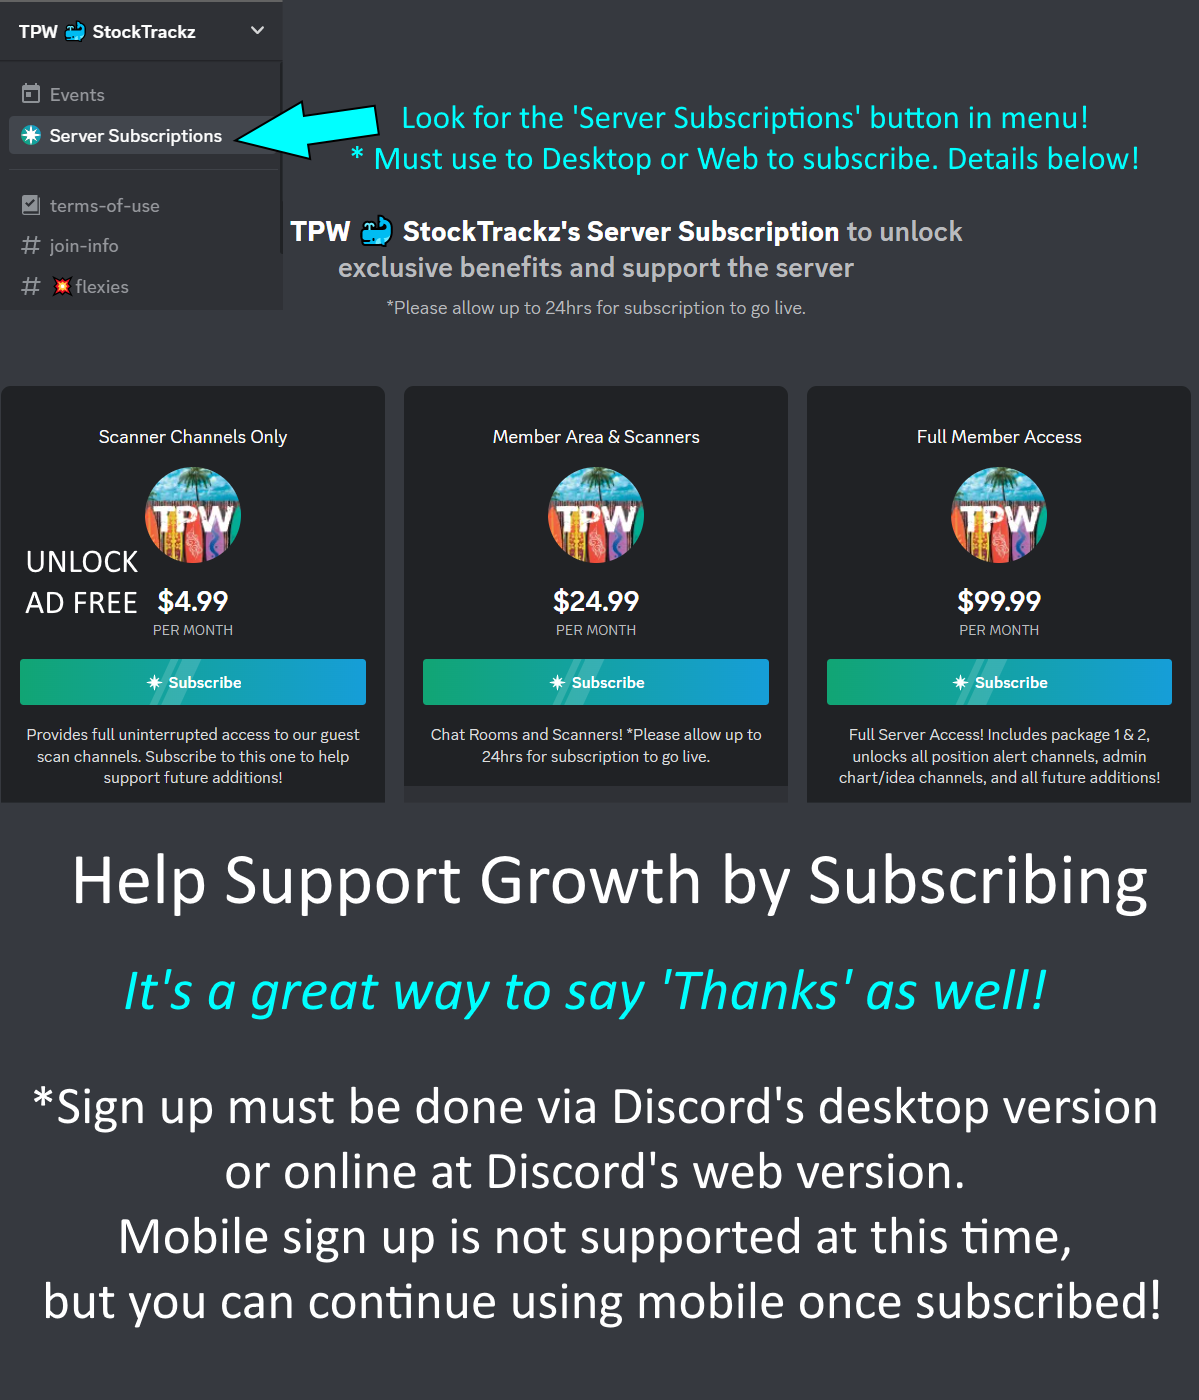 TPW 🐳 StockTrackz
Events
Server Subscriptions
terms-of-use
# join-info
# 💥flexies
Look for the 'Server Subscriptions' button in menu!
* Must use to Desktop or Web to subscribe. Details below!
TPW 🐳 StockTrackz's Server Subscription to unlock
exclusive benefits and support the server
*Please allow up to 24hrs for subscription to go live.
Scanner Channels Only
TPW
UNLOCK
AD FREE
$4.99
PER MONTH
Subscribe
Provides full uninterrupted access to our guest
scan channels. Subscribe to this one to help
support future additions!
Member Area & Scanners
TPW
$24.99
PER MONTH
Subscribe
Chat Rooms and Scanners! *Please allow up to
24hrs for subscription to go live.
Full Member Access
TPW
$99.99
PER MONTH
Subscribe
Full Server Access! Includes package 1 & 2,
unlocks all position alert channels, admin
chart/idea channels, and all future additions!
Help Support Growth by Subscribing
It's a great way to say 'Thanks' as well!
*Sign up must be done via Discord's desktop version
or online at Discord's web version.
Mobile sign up is not supported at this time,
but you can continue using mobile once subscribed!